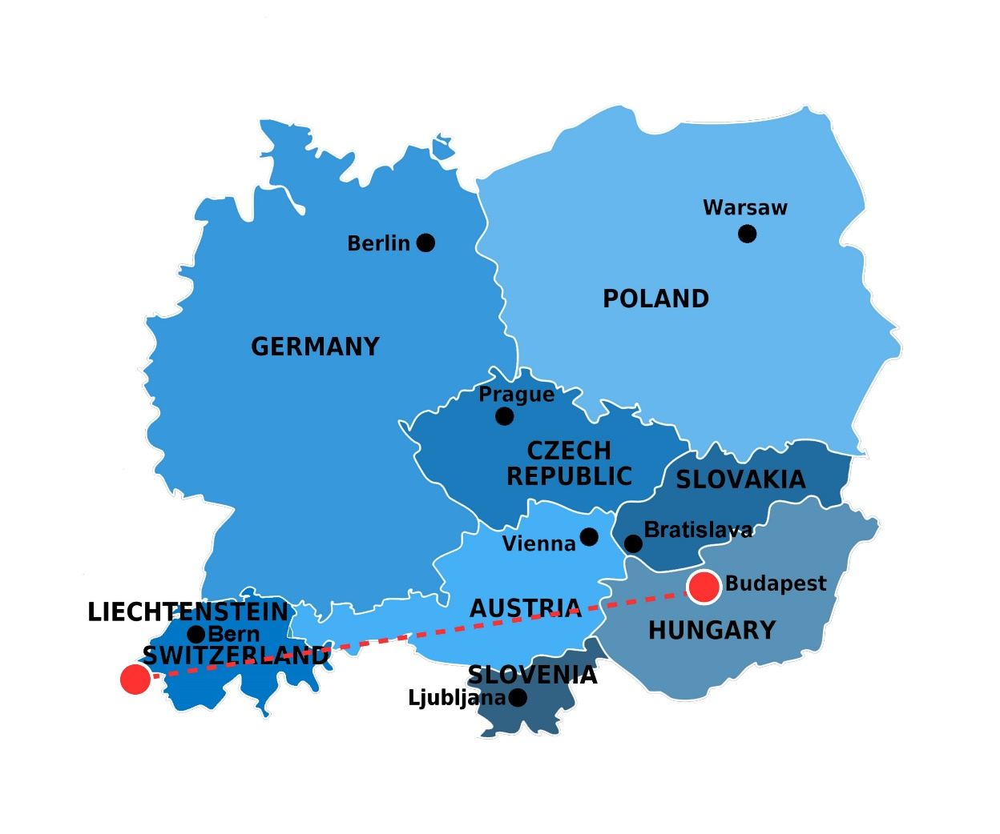 Warsaw
Berlin
POLAND
GERMANY
Prague
CZECH
REPUBLIC
SLOVAKIA
Bratislava
Vienna
Budapest
AUSTRIA
LIECHTENSTEIN
HUNGARY
Bern
SWITZERLAND
SLOVENIA
Ljubljana